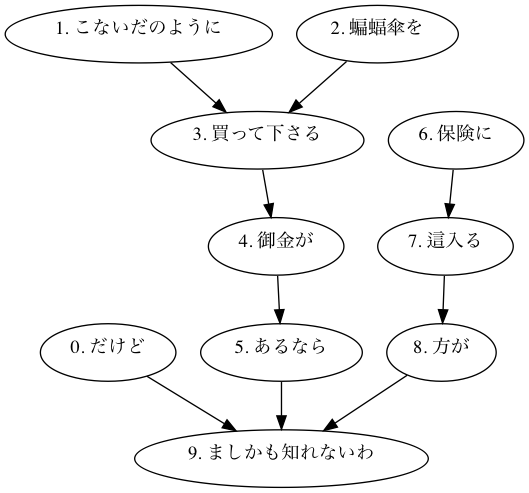 1. こないだのように
2. 蝙蝠傘を
3. 買って下さる
6. 保険に
4. 御金が
7. 這入る
0. だけど
5. あるなら
8. 方が
9. ましかも知れないわ